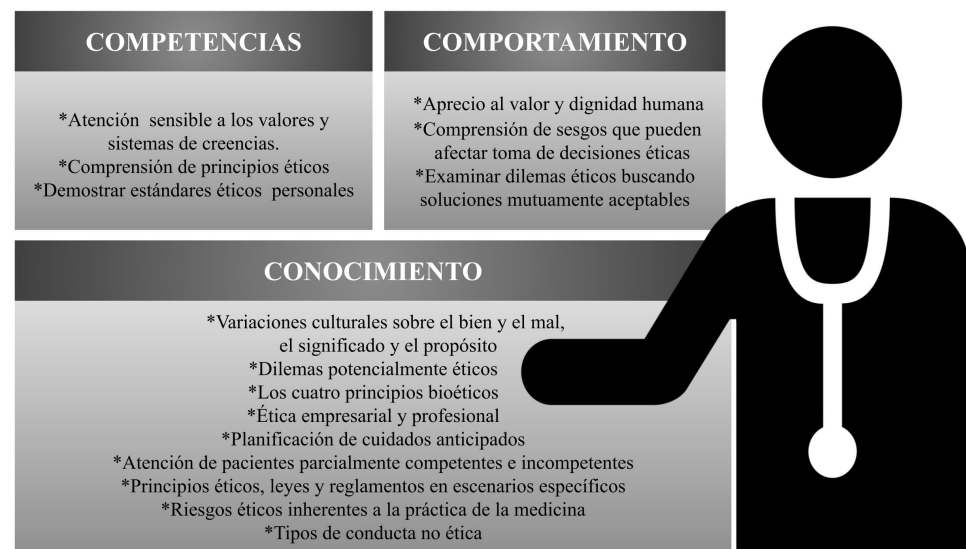 COMPETENCIAS
*Atención sensible a los valores y
sistemas de creencias.
*Comprensión de principios éticos
*Demostrar estándares éticos personales
COMPORTAMIENTO
*Aprecio al valor y dignidad humana
*Comprensión de sesgos que pueden
afectar toma de decisiones éticas
*Examinar dilemas éticos buscando
soluciones mutuamente aceptables
CONOCIMIENTO
*Variaciones culturales sobre el bien y el mal,
el significado y el propósito
*Dilemas potencialmente éticos
*Los cuatro principios bioéticos
*Ética empresarial y profesional
*Planificación de cuidados anticipados
*Atención de pacientes parcialmente competentes e incompetentes
*Principios éticos, leyes y reglamentos en escenarios específicos
*Riesgos éticos inherentes a la práctica de la medicina
*Tipos de conducta no ética